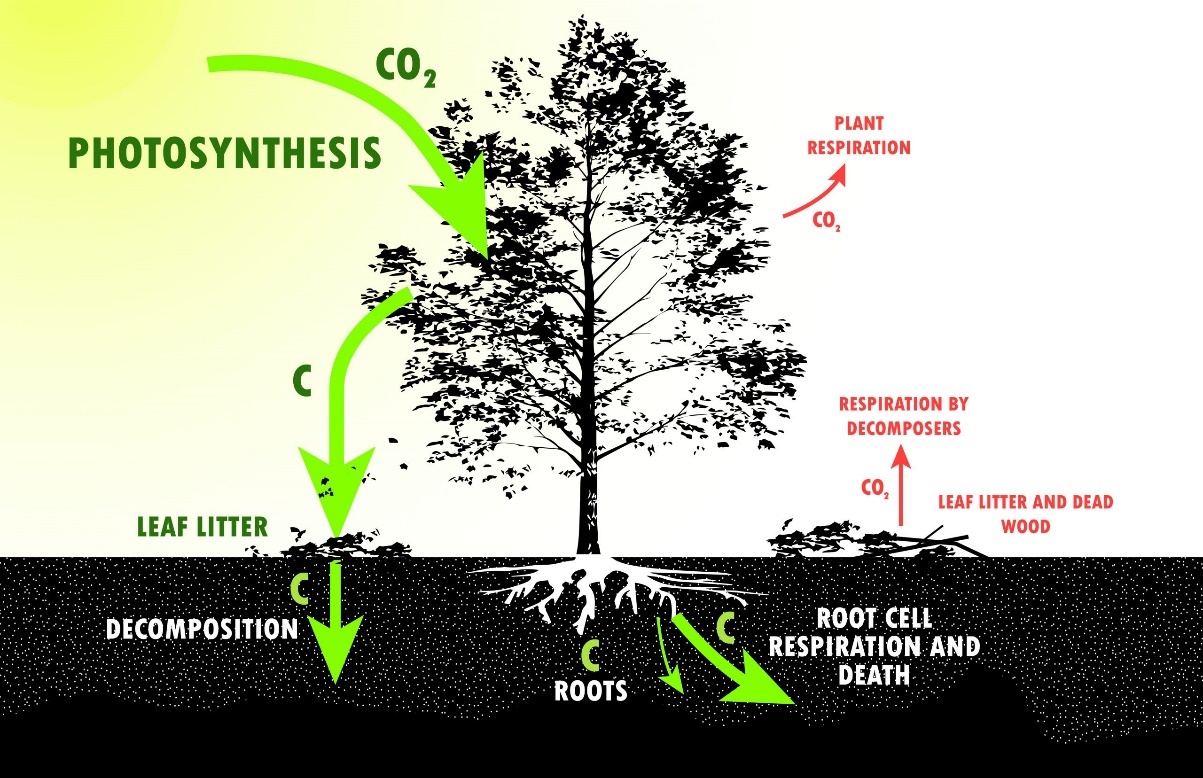 CO₂
PHOTOSYNTHESIS
PLANT
RESPIRATION
CO₂
C
RESPIRATION BY
DECOMPOSERS
CO₂
LEAF LITTER AND DEAD
WOOD
LEAF LITTER
C
DECOMPOSITION
C
ROOTS
C
ROOT CELL
RESPIRATION AND
DEATH